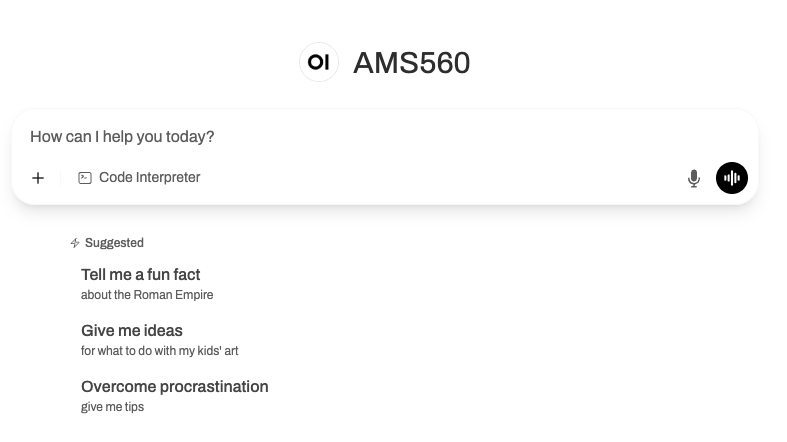 OI AMS560
How can I help you today?
Code Interpreter
Suggested
Tell me a fun fact
about the Roman Empire
Give me ideas
for what to do with my kids' art
Overcome procrastination
give me tips